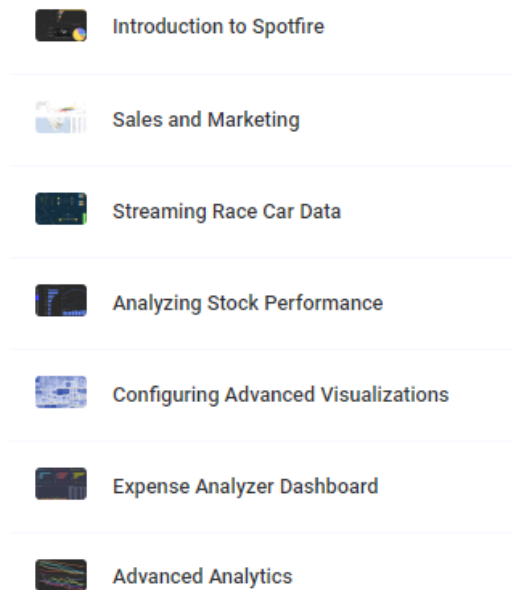 Introduction to Spotfire
Sales and Marketing
Streaming Race Car Data
Analyzing Stock Performance
Configuring Advanced Visualizations
Expense Analyzer Dashboard
Advanced Analytics